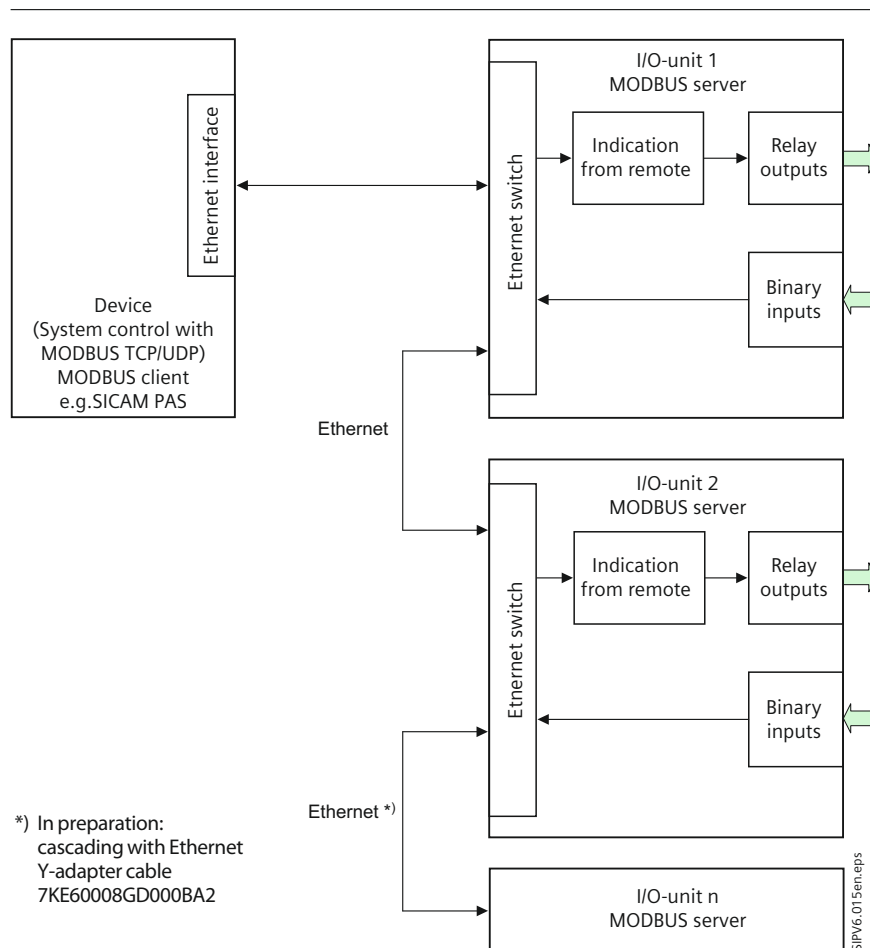 Ethernet interface
Device
(System control with
MODBUS TCP/UDP)
MODBUS client
e.g.SICAM PAS
I/O-unit 1
MODBUS server
Etnernet switch
Indication
from remote
Relay
outputs
Binary
inputs
Ethernet
I/O-unit 2
MODBUS server
Etnernet switch
Indication
from remote
Relay
outputs
Binary
inputs
Ethernet *)
*) In preparation:
cascading with Ethernet
Y-adapter cable
7KE60008GD000BA2
I/O-unit n
MODBUS server
SIPV6.015en.eps